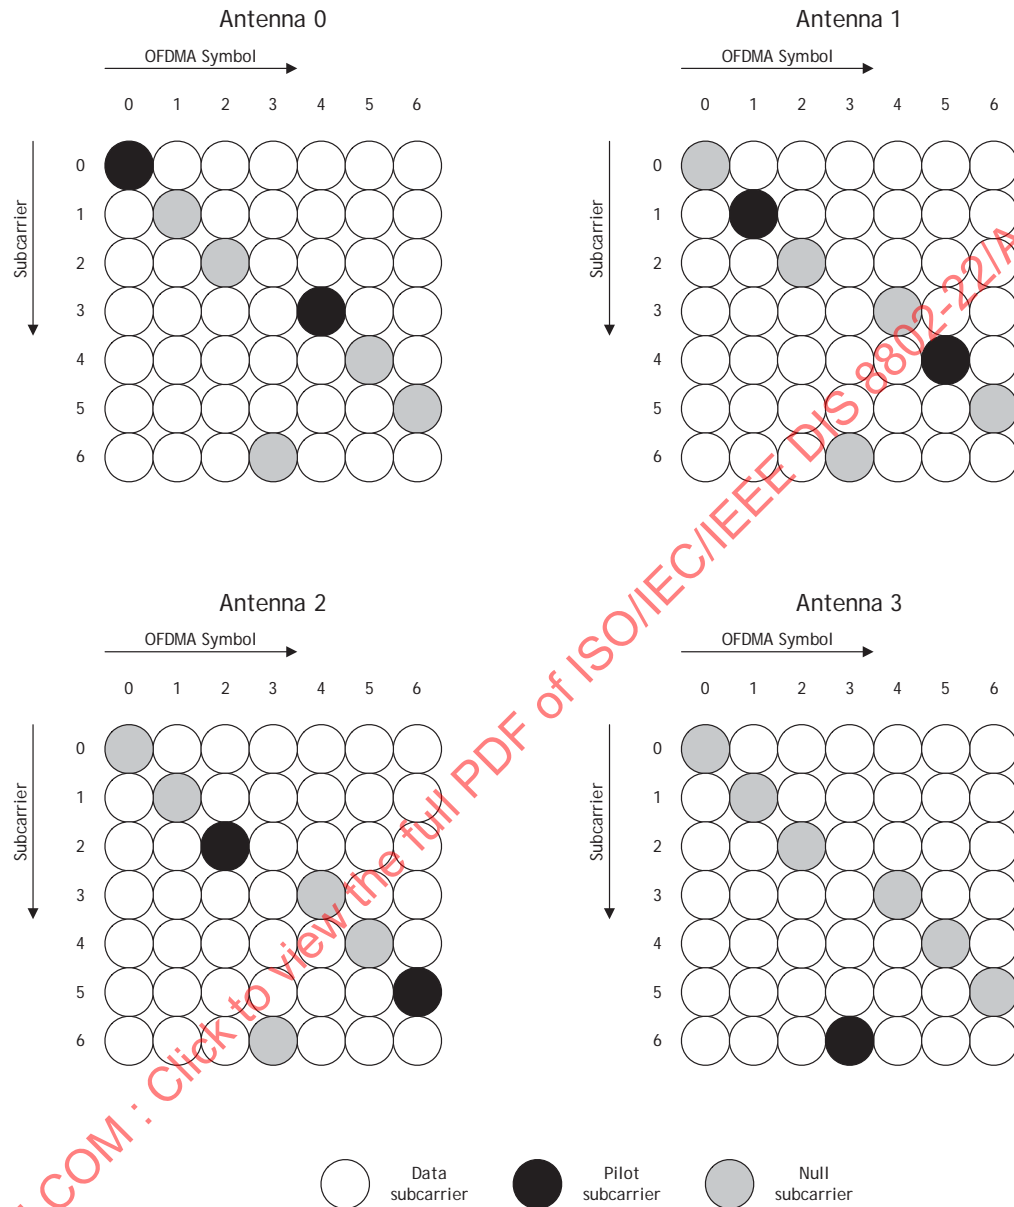 Antenna 0
OFDMA Symbol
0 1 2 3 4 5 6
Subcarrier
0
1
2
3
4
5
6
Antenna 1
OFDMA Symbol
0 1 2 3 4 5 6
Subcarrier
0
1
2
3
4
5
6
Antenna 2
OFDMA Symbol
0 1 2 3 4 5 6
Subcarrier
0
1
2
3
4
5
6
Antenna 3
OFDMA Symbol
0 1 2 3 4 5 6
Subcarrier
0
1
2
3
4
5
6
Data
subcarrier
Pilot
subcarrier
Null
subcarrier
COM : Click to view the full PDF of ISO/IEC/IEEE DIS 8802-22/A